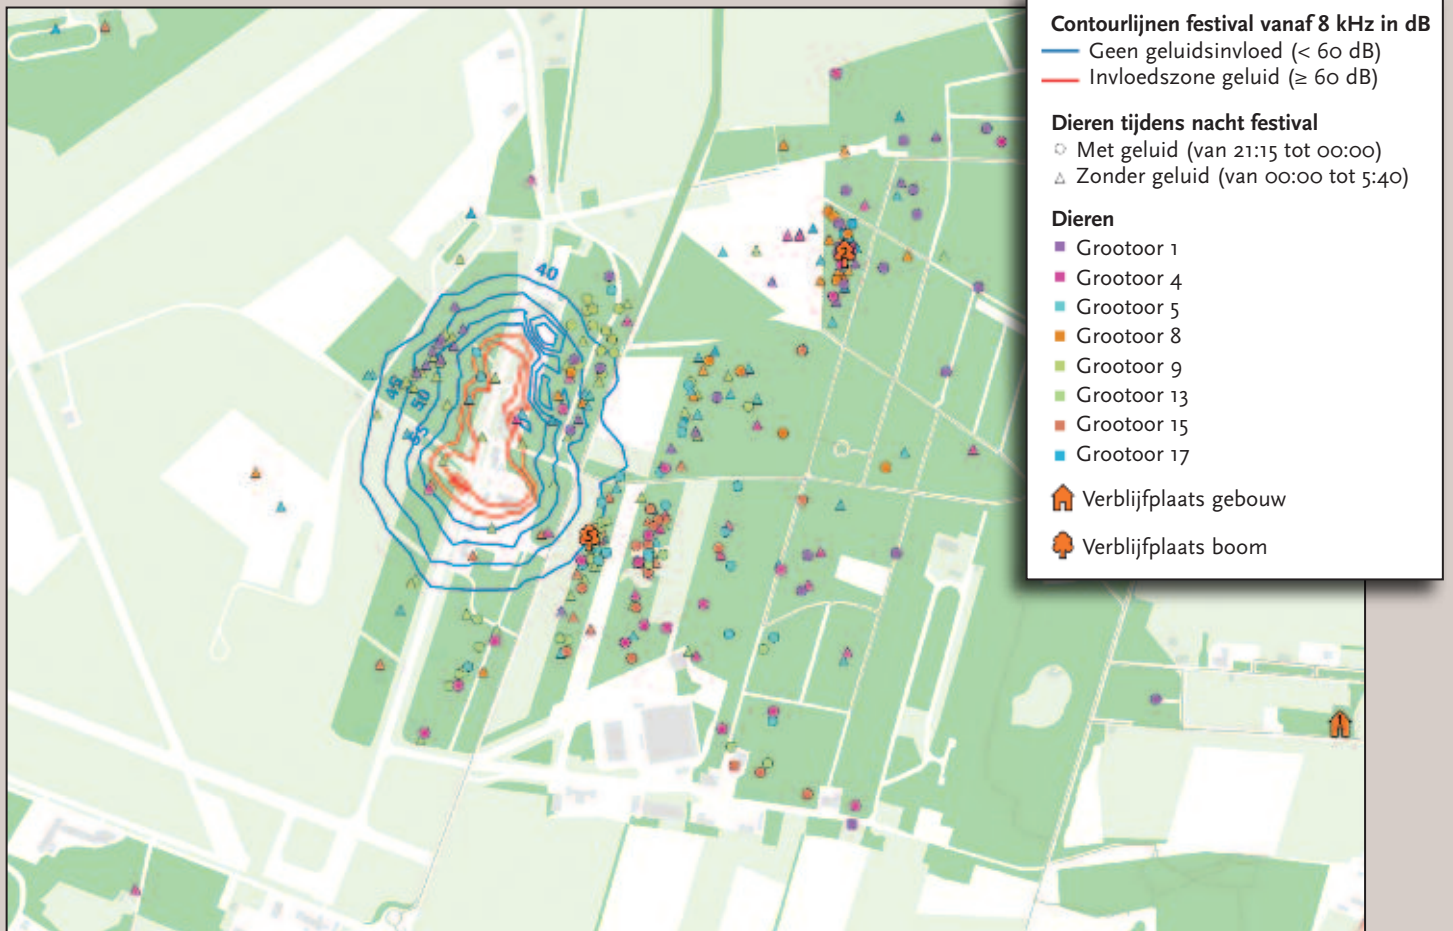 Contourlijnen festival vanaf 8 kHz in dB
Geen geluidsinvloed (< 60 dB)
Invloedszone geluid (≥ 60 dB)
Dieren tijdens nacht festival
Met geluid (van 21:15 tot 00:00)
Zonder geluid (van 00:00 tot 5:40)
Dieren
Grootoor 1
Grootoor 4
Grootoor 5
Grootoor 8
Grootoor 9
Grootoor 13
Grootoor 15
Grootoor 17
Verblijfplaats gebouw
Verblijfplaats boom
40
2
45
50
55
5
1